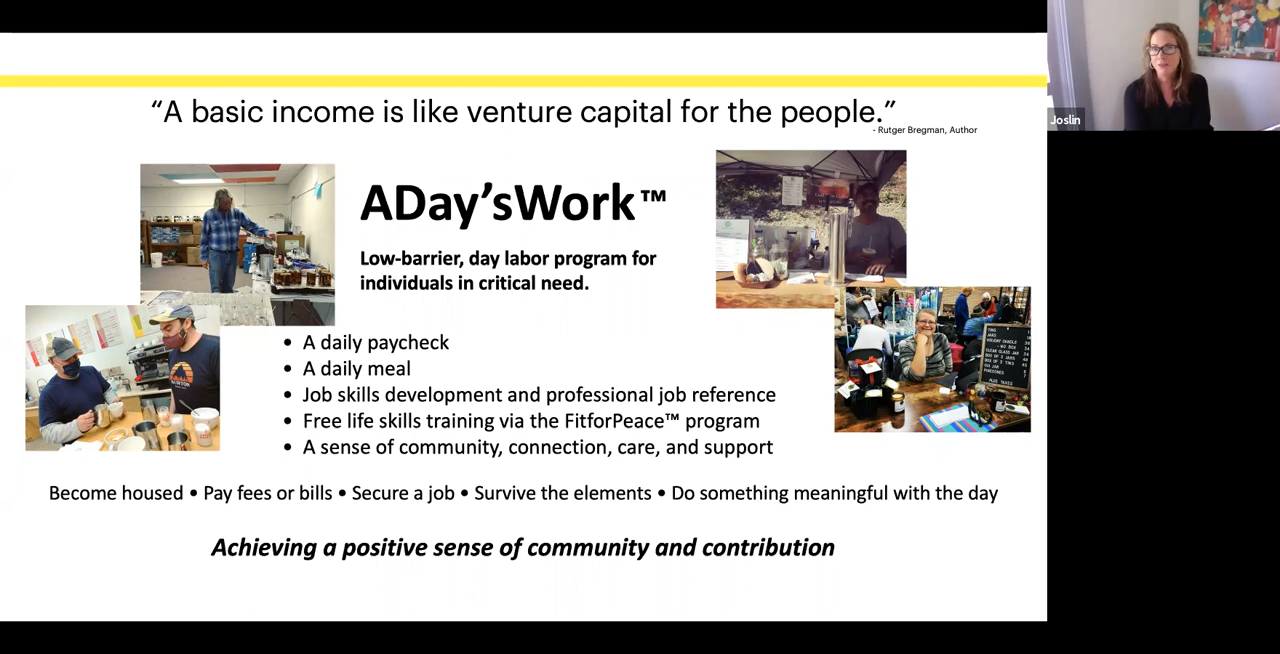 “A basic income is like venture capital for the people.”
- Rutger Bregman, Author
Joslin
ADay’sWork™
Low-barrier, day labor program for
individuals in critical need.
• A daily paycheck
• A daily meal
• Job skills development and professional job reference
• Free life skills training via the FitforPeace™ program
• A sense of community, connection, care, and support
Become housed • Pay fees or bills • Secure a job • Survive the elements • Do something meaningful with the day
Achieving a positive sense of community and contribution